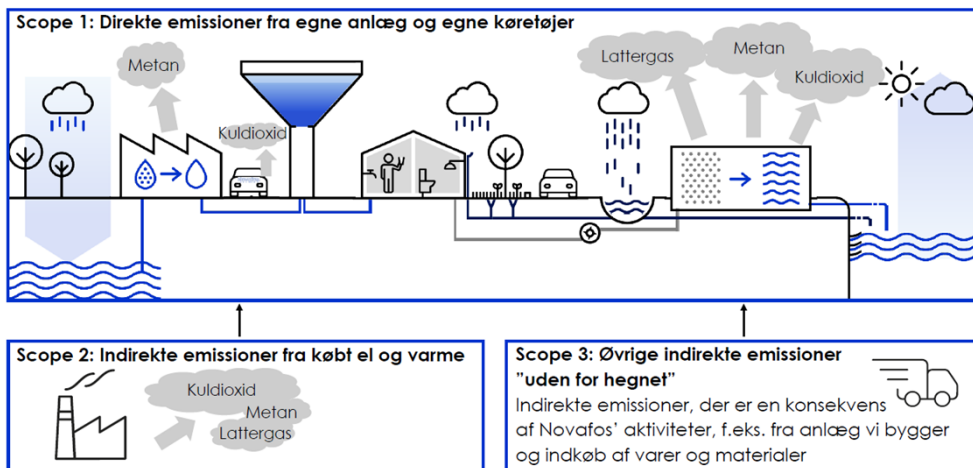 Scope 1: Direkte emissioner fra egne anlæg og egne køretøjer
Metan
Kuldioxid
Lattergas
Metan
Kuldioxid
Scope 2: Indirekte emissioner fra købt el og varme
Kuldioxid
Metan
Lattergas
Scope 3: Øvrige indirekte emissioner
”uden for hegnet”
Indirekte emissioner, der er en konsekvens
af Novafos’ aktiviteter, f.eks. fra anlæg vi bygger
og indkøb af varer og materialer